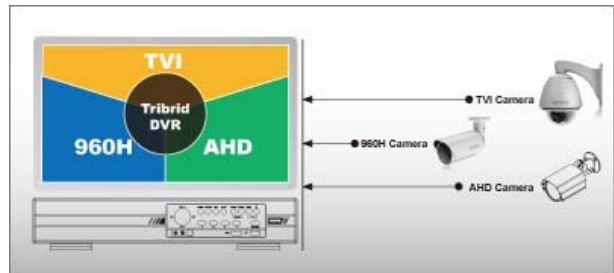 TVI
Tribrid
DVR
960H
AHD
TVI Camera
960H Camera
AHD Camera